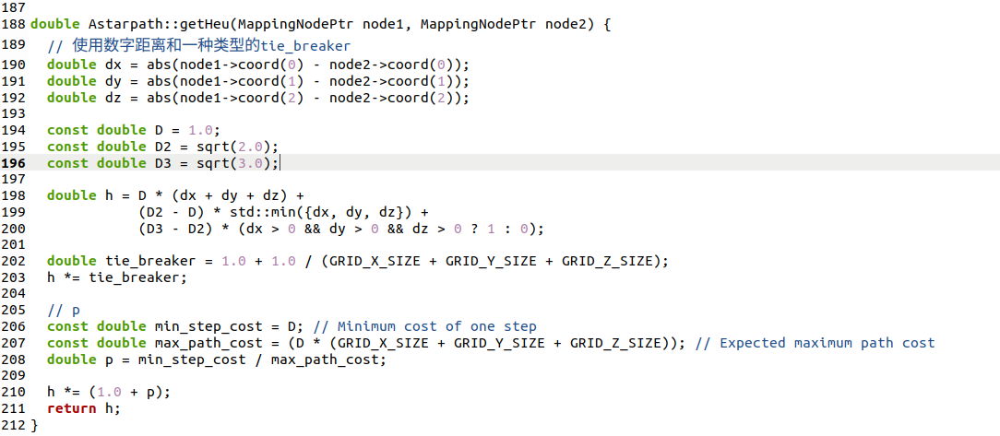 187
188 double Astarpath::getHeu(MappingNodePtr node1, MappingNodePtr node2) {
189   // 使用数字距离和一种类型的tie_breaker
190   double dx = abs(node1->coord(0) - node2->coord(0));
191   double dy = abs(node1->coord(1) - node2->coord(1));
192   double dz = abs(node1->coord(2) - node2->coord(2));
193
194   const double D = 1.0;
195   const double D2 = sqrt(2.0);
196   const double D3 = sqrt(3.0);
197
198   double h = D * (dx + dy + dz) +
199              (D2 - D) * std::min({dx, dy, dz}) +
200              (D3 - D2) * (dx > 0 && dy > 0 && dz > 0 ? 1 : 0);
201
202   double tie_breaker = 1.0 + 1.0 / (GRID_X_SIZE + GRID_Y_SIZE + GRID_Z_SIZE);
203   h *= tie_breaker;
204
205   // p
206   const double min_step_cost = D; // Minimum cost of one step
207   const double max_path_cost = (D * (GRID_X_SIZE + GRID_Y_SIZE + GRID_Z_SIZE)); // Expected maximum path cost
208   double p = min_step_cost / max_path_cost;
209
210   h *= (1.0 + p);
211   return h;
212 }